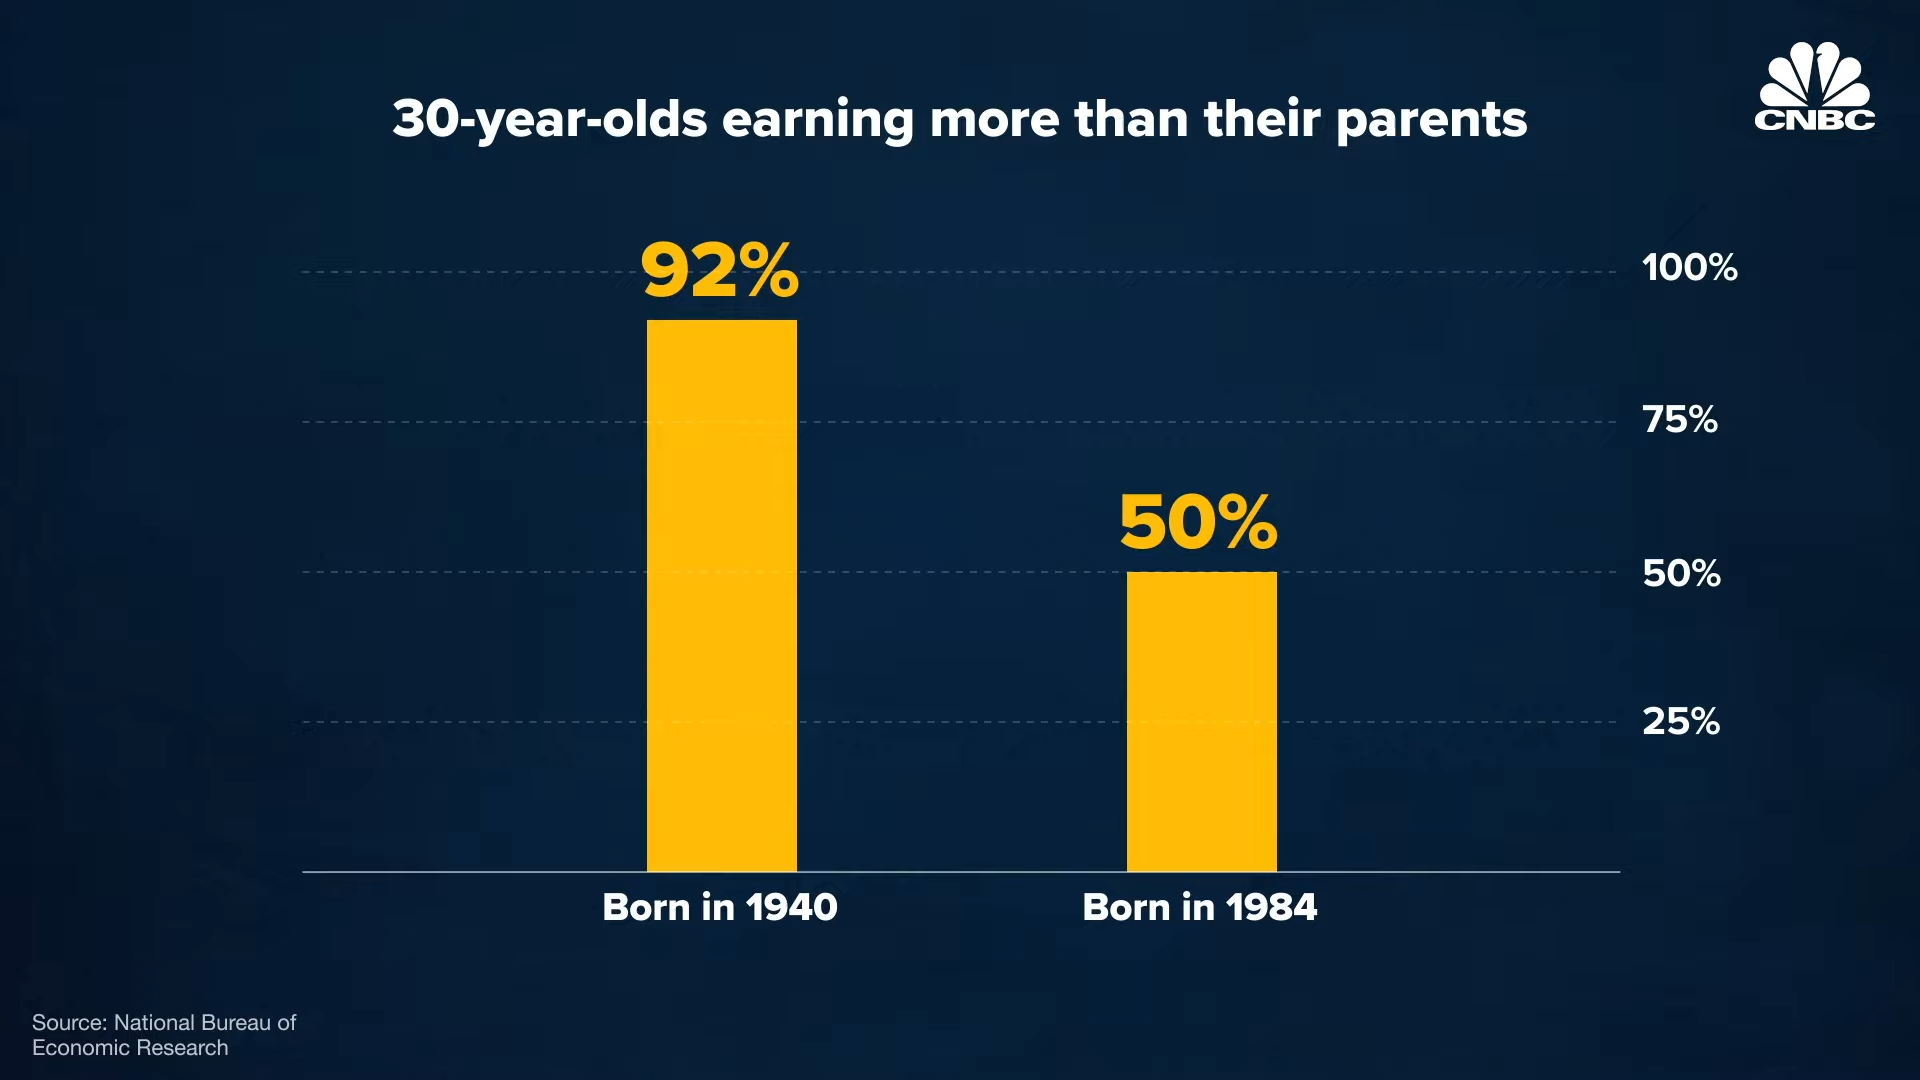 30-year-olds earning more than their parents
CNBC
92%
100%
75%
50%
50%
25%
Born in 1940
Born in 1984
Source: National Bureau of
Economic Research